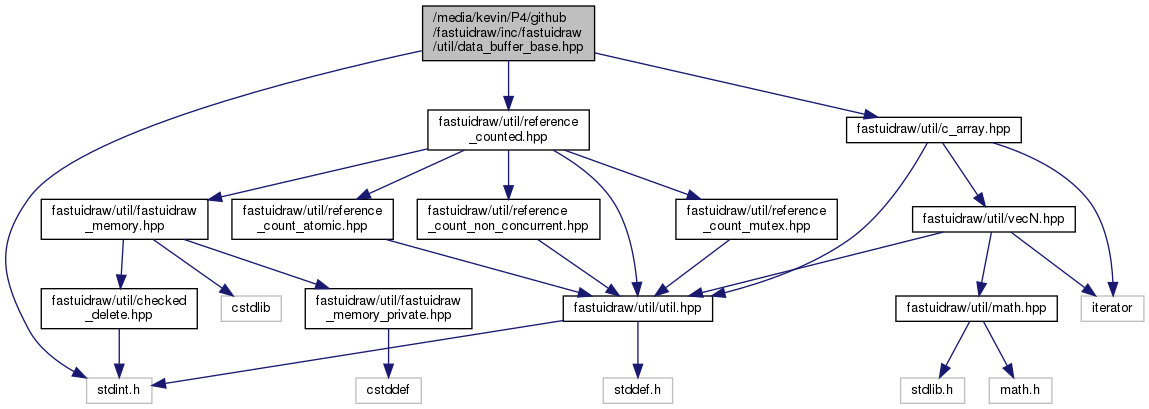 /media/kevin/P4/github
/fastuidraw/inc/fastuidraw
/util/data_buffer_base.hpp
fastuidraw/util/reference
_counted.hpp
fastuidraw/util/c_array.hpp
fastuidraw/util/fastuidraw
_memory.hpp
fastuidraw/util/reference
_count_atomic.hpp
fastuidraw/util/reference
_count_non_concurrent.hpp
fastuidraw/util/reference
_count_mutex.hpp
fastuidraw/util/vecN.hpp
fastuidraw/util/checked
_delete.hpp
cstdlib
fastuidraw/util/fastuidraw
_memory_private.hpp
fastuidraw/util/util.hpp
fastuidraw/util/math.hpp
iterator
stdint.h
cstddef
stddef.h
stdlib.h
math.h